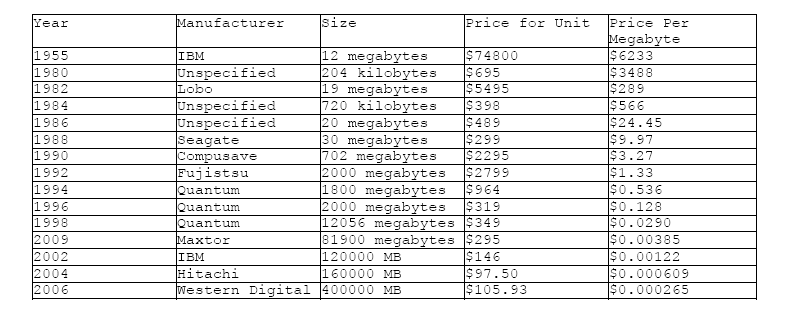 Year Manufacturer Size Price for Unit Price Per
Megabyte
1955 IBM 12 megabytes $74800 $6233
1980 Unspecified 204 kilobytes $695 $3488
1982 Lobo 19 megabytes $5495 $289
1984 Unspecified 720 kilobytes $398 $566
1986 Unspecified 20 megabytes $489 $24.45
1988 Seagate 30 megabytes $299 $9.97
1990 Compusave 702 megabytes $2295 $3.27
1992 Fujistsu 2000 megabytes $2799 $1.33
1994 Quantum 1800 megabytes $964 $0.536
1996 Quantum 2000 megabytes $319 $0.128
1998 Quantum 12056 megabytes $349 $0.0290
2009 Maxtor 81900 megabytes $295 $0.00385
2002 IBM 120000 MB $146 $0.00122
2004 Hitachi 160000 MB $97.50 $0.000609
2006 Western Digital 400000 MB $105.93 $0.000265